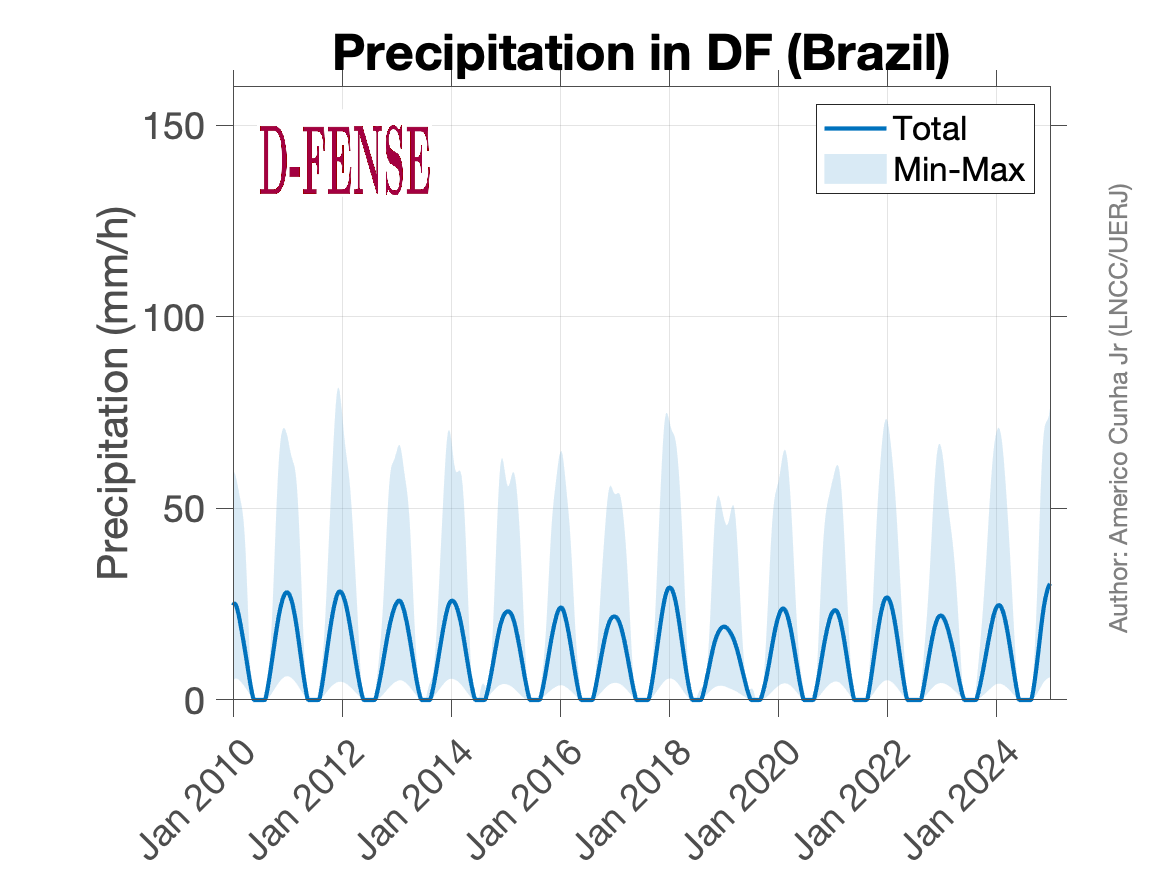 Precipitation in DF (Brazil)
D-FENSE
Total
Min-Max
Precipitation (mm/h)
150
100
50
0
Jan 2010
Jan 2012
Jan 2014
Jan 2016
Jan 2018
Jan 2020
Jan 2022
Jan 2024
Author: Americo Cunha Jr (LNCC/UERJ)